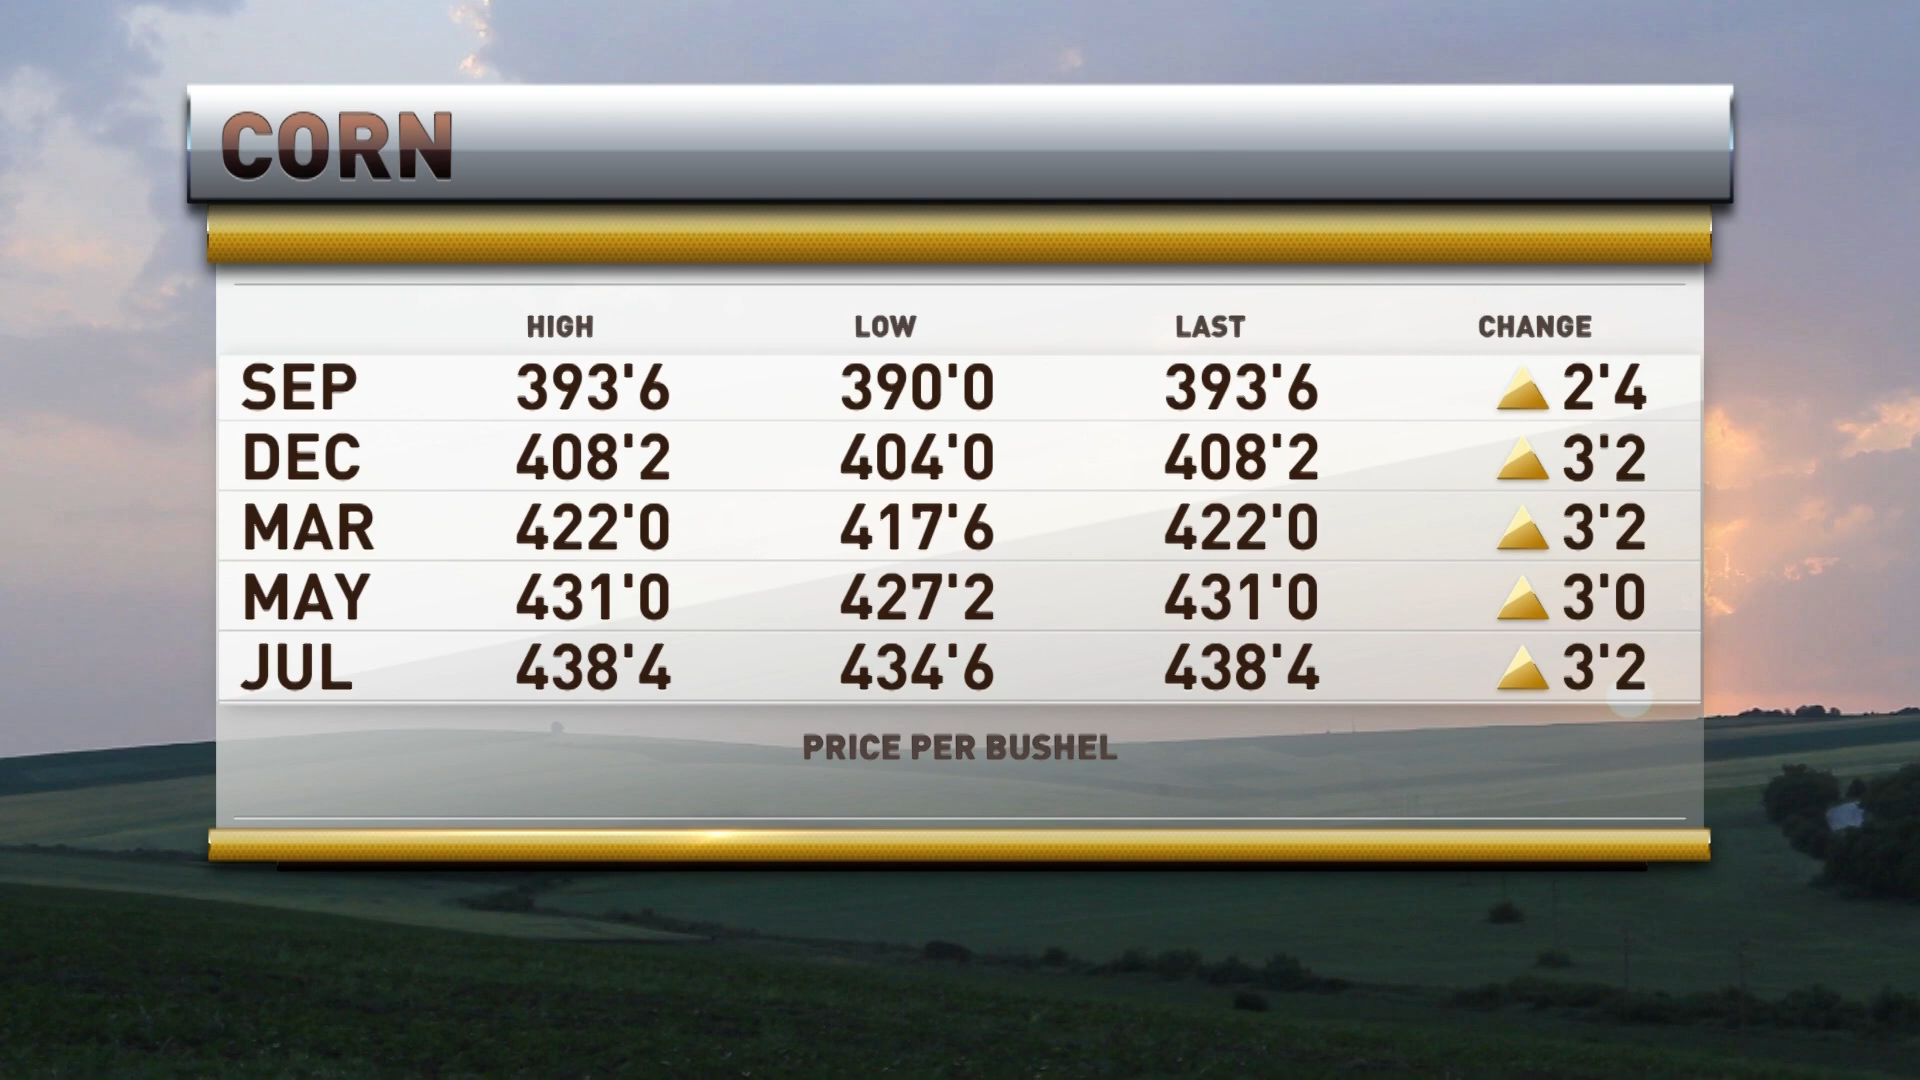 CORN
HIGH LOW LAST CHANGE
SEP 393'6 390'0 393'6 2'4
DEC 408'2 404'0 408'2 3'2
MAR 422'0 417'6 422'0 3'2
MAY 431'0 427'2 431'0 3'0
JUL 438'4 434'6 438'4 3'2
PRICE PER BUSHEL